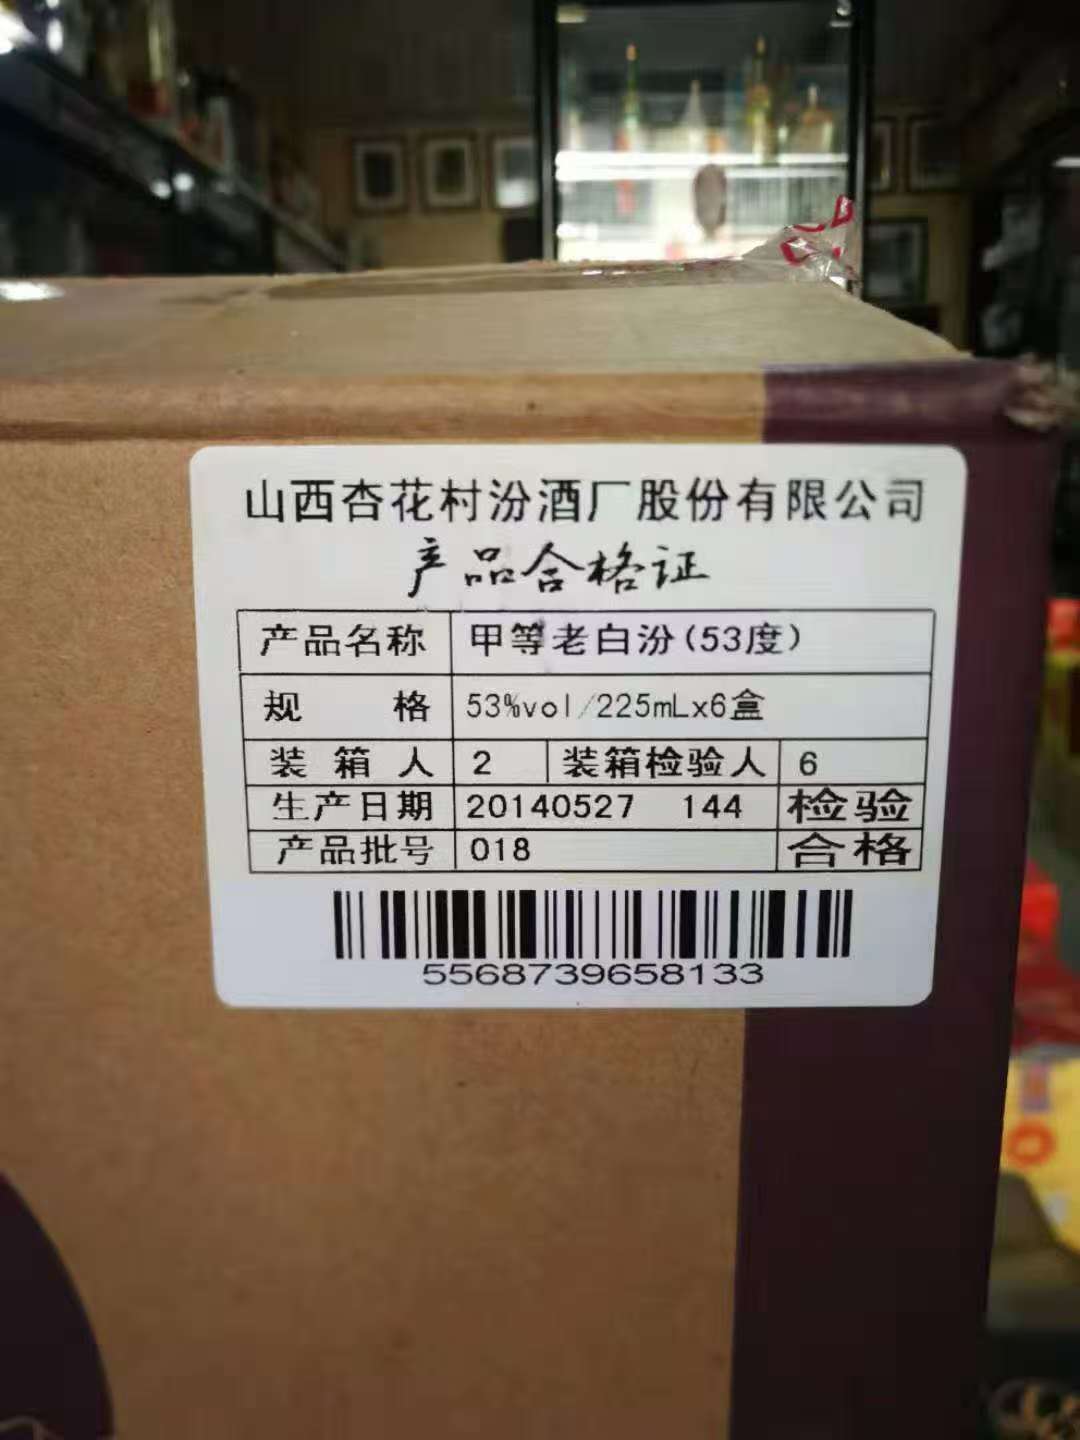 山西杏花村汾酒厂股份有限公司
产品合格证
产品名称 甲等老白汾(53度)
规 格 53%vol/225mLx6盒
装 箱 人 2 装箱检验人 6
生产日期 20140527 144 检验
产品批号 018 合格
5568739658133